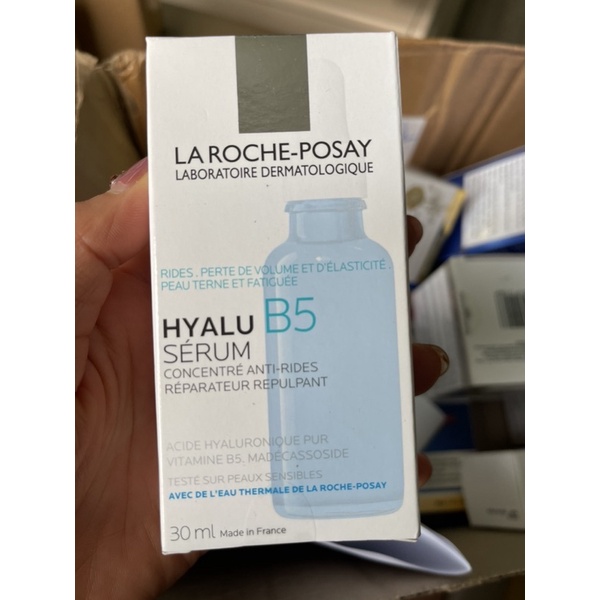 LA ROCHE-POSAY
LABORATOIRE DERMATOLOGIQUE
RIDES . PERTE DE VOLUME ET D'ÉLASTICITÉ .
PEAU TERNE ET FATIGUÉE
HYALU B5
SÉRUM
CONCENTRÉ ANTI-RIDES
RÉPARATEUR REPULPANT
ACIDE HYALURONIQUE PUR
VITAMINE B5. MADÉCASSOSIDE
TESTÉ SUR PEAUX SENSIBLES
AVEC DE L'EAU THERMALE DE LA ROCHE-POSAY
30 ml Made in France